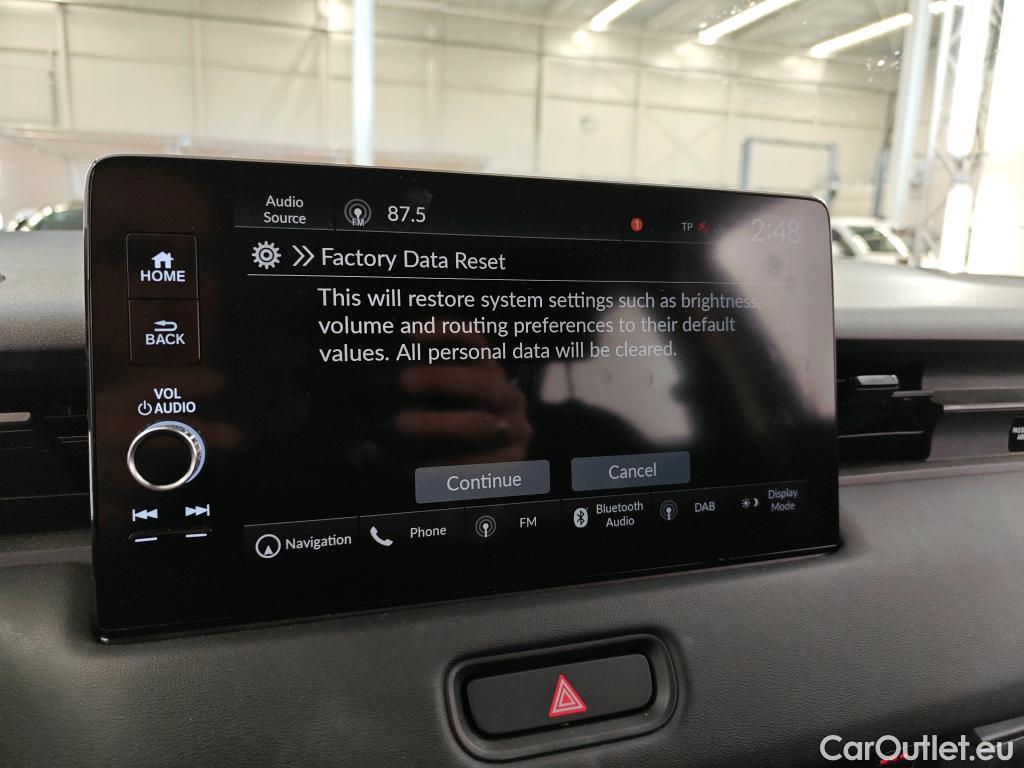 Audio
Source
FM
87.5
1
TP
2:48
HOME
Factory Data Reset
This will restore system settings such as brightness,
volume and routing preferences to their default
values. All personal data will be cleared.
BACK
VOL
AUDIO
Continue
Cancel
Navigation
Phone
FM
Bluetooth
Audio
DAB
Display
Mode
CarOutlet.eu